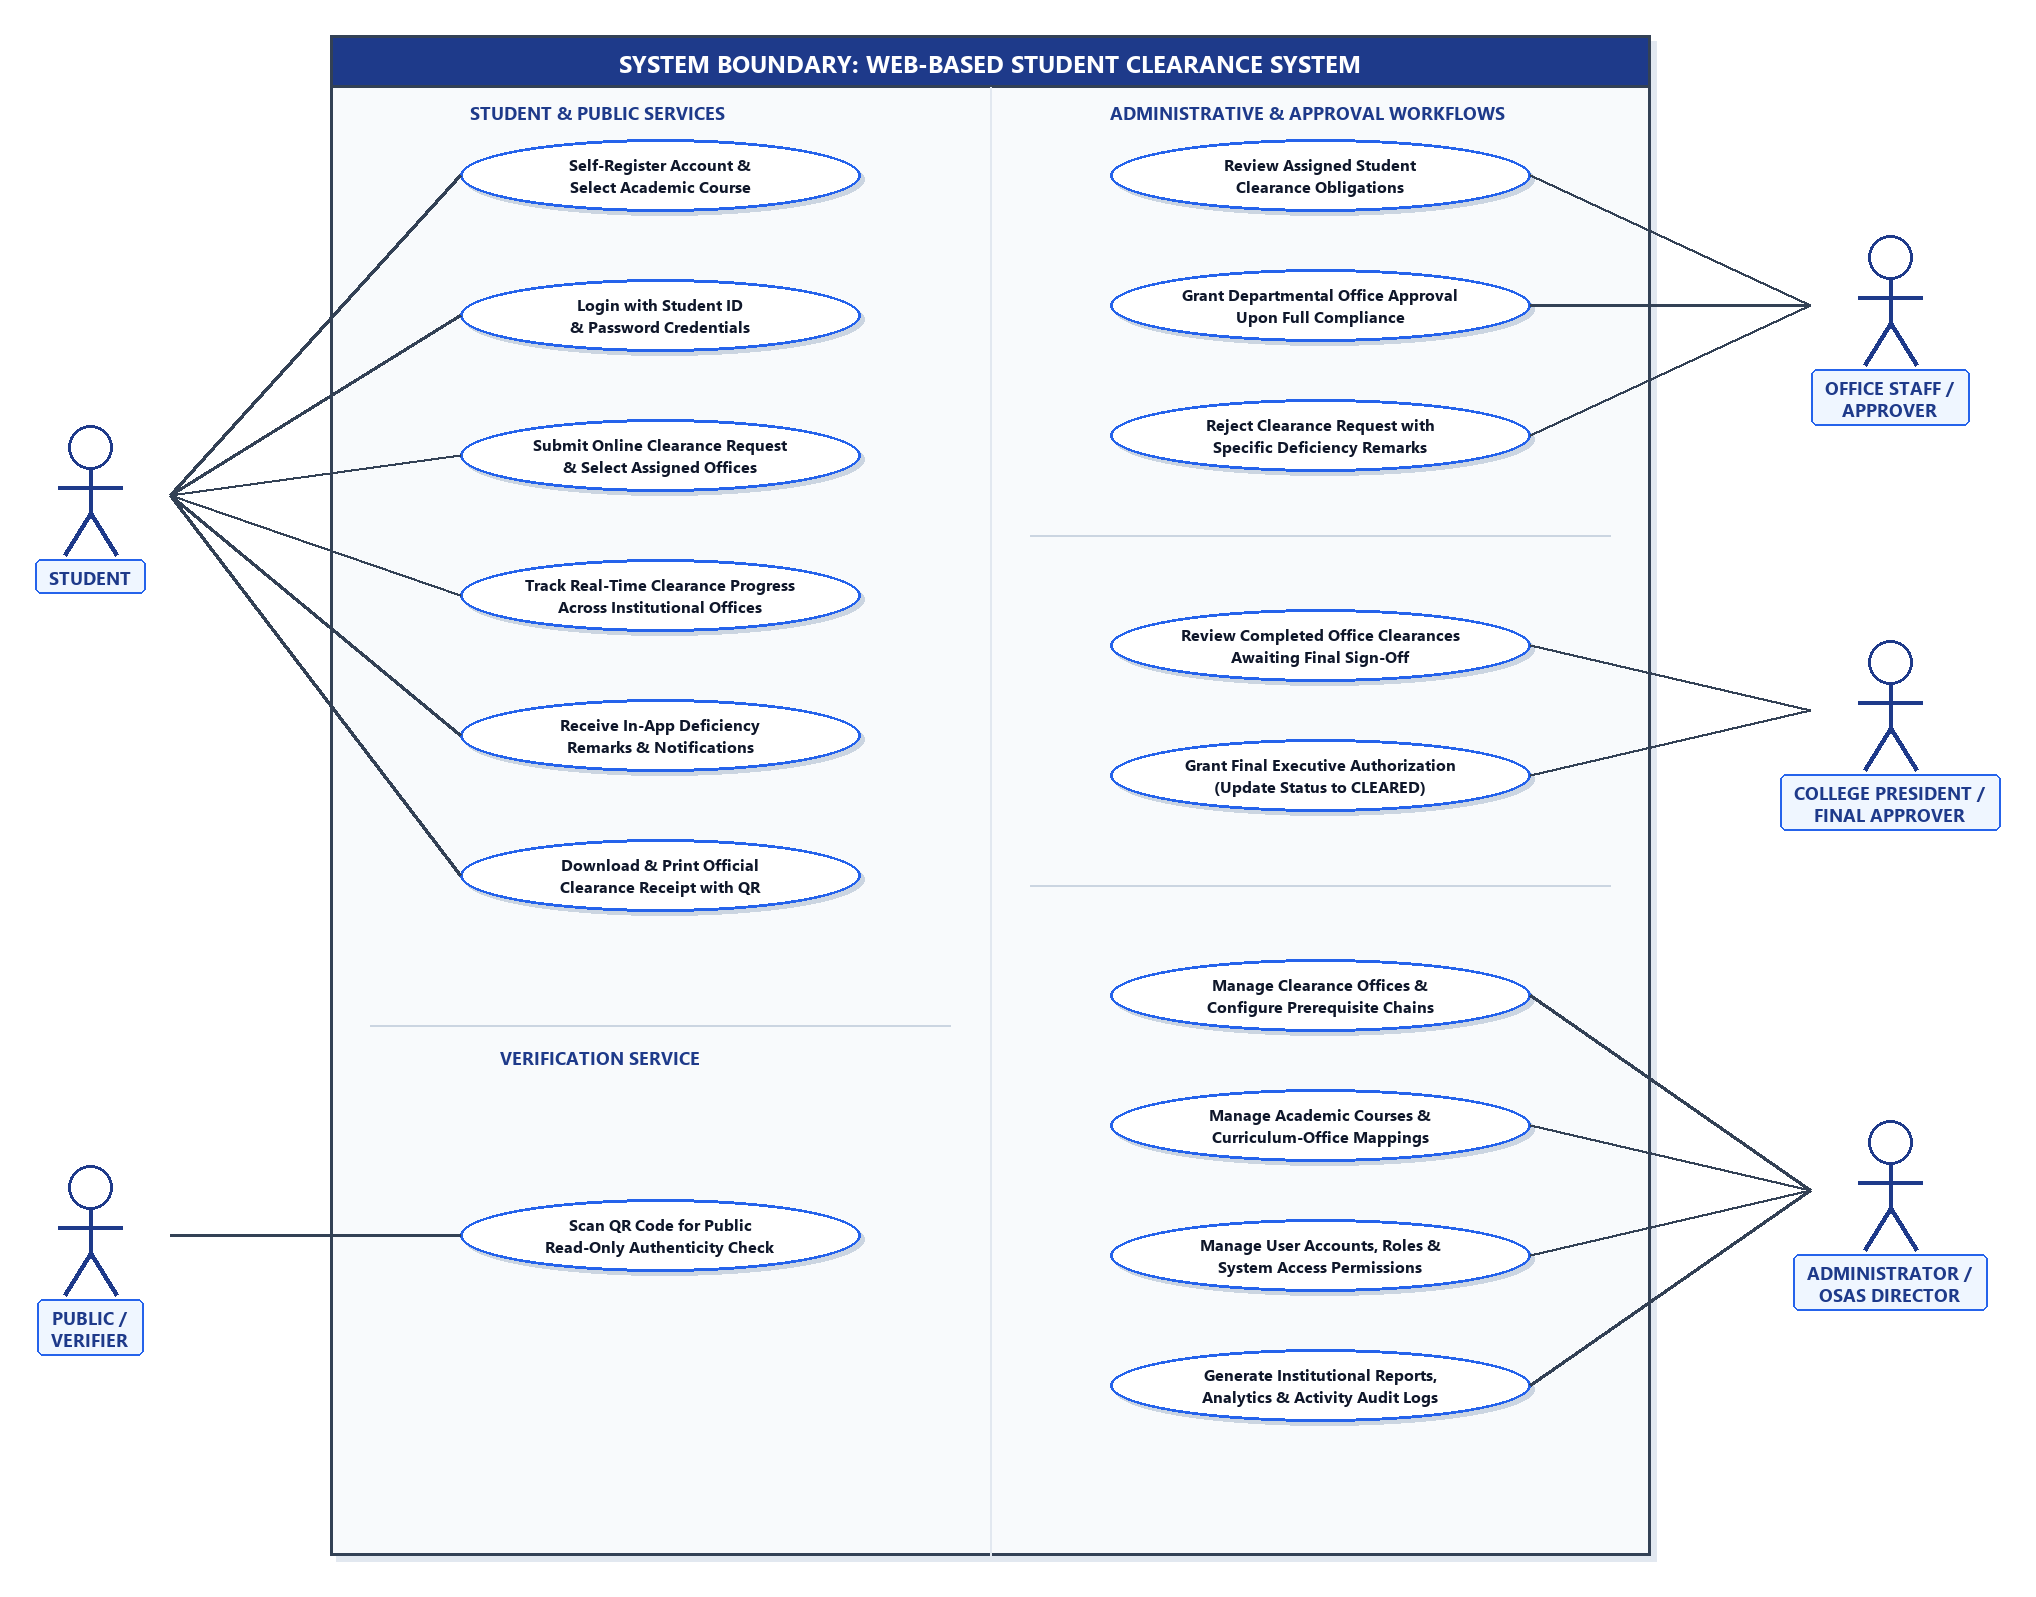 SYSTEM BOUNDARY: WEB-BASED STUDENT CLEARANCE SYSTEM
STUDENT & PUBLIC SERVICES
Self-Register Account &
Select Academic Course
Login with Student ID
& Password Credentials
Submit Online Clearance Request
& Select Assigned Offices
Track Real-Time Clearance Progress
Across Institutional Offices
Receive In-App Deficiency
Remarks & Notifications
Download & Print Official
Clearance Receipt with QR
STUDENT
VERIFICATION SERVICE
Scan QR Code for Public
Read-Only Authenticity Check
PUBLIC /
VERIFIER
ADMINISTRATIVE & APPROVAL WORKFLOWS
Review Assigned Student
Clearance Obligations
Grant Departmental Office Approval
Upon Full Compliance
Reject Clearance Request with
Specific Deficiency Remarks
OFFICE STAFF /
APPROVER
Review Completed Office Clearances
Awaiting Final Sign-Off
Grant Final Executive Authorization
(Update Status to CLEARED)
COLLEGE PRESIDENT /
FINAL APPROVER
Manage Clearance Offices &
Configure Prerequisite Chains
Manage Academic Courses &
Curriculum-Office Mappings
Manage User Accounts, Roles &
System Access Permissions
Generate Institutional Reports,
Analytics & Activity Audit Logs
ADMINISTRATOR /
OSAS DIRECTOR